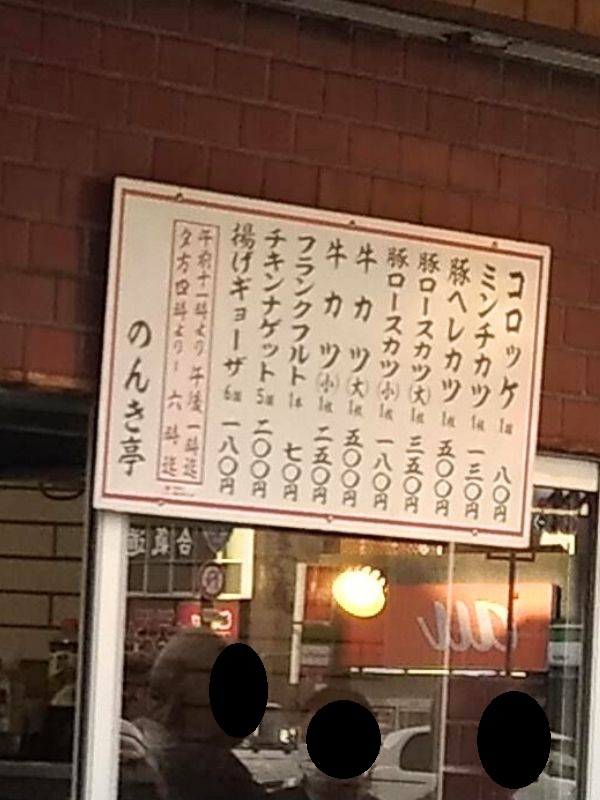 コロッケ 1個 八〇円
ミンチカツ 1枚 一三〇円
豚ヘレカツ 1枚 五〇〇円
豚ロースカツ(大) 1枚 三五〇円
豚ロースカツ(小) 1枚 一八〇円
牛カツ(大) 1枚 五〇〇円
牛カツ(小) 1枚 二五〇円
フランクフルト 1本 七〇円
チキンナゲット 5個 二〇〇円
揚げギョーザ 6個 一八〇円
午前十一時より 午後一時迄
夕方四時より 六時迄
のんき亭
au